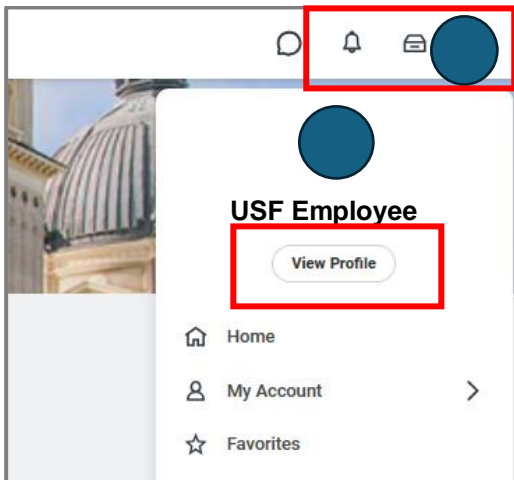 USF Employee
View Profile
Home
My Account
Favorites